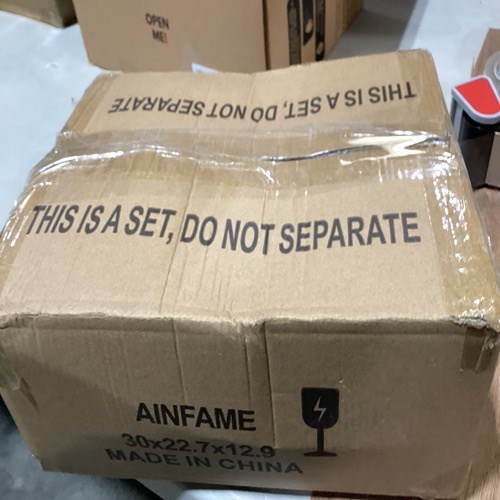 OPEN
ME!
THIS IS A SET, DO NOT SEPARATE
THIS IS A SET, DO NOT SEPARATE
AINFAME
30x22.7x12.9
MADE IN CHINA